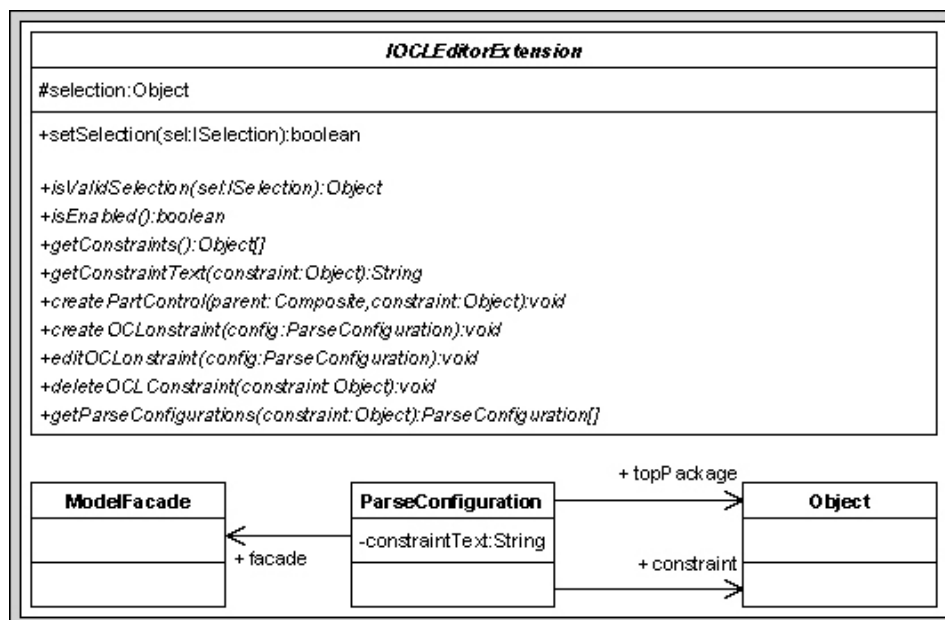 IOCLEditorExtension
#selection:Object
+setSelection(sel:ISelection):boolean
+isValidSelection(sel:ISelection):Object
+isEnabled():boolean
+getConstraints():Object[]
+getConstraintText(constraint:Object):String
+createPartControl(parent:Composite,constraint:Object):void
+createOCLonstraint(config:ParseConfiguration):void
+editOCLonstraint(config:ParseConfiguration):void
+deleteOCLConstraint(constraint:Object):void
+getParseConfigurations(constraint:Object):ParseConfiguration[]
+ topPackage
ModelFacade
ParseConfiguration
Object
-constraintText:String
+ facade
+ constraint